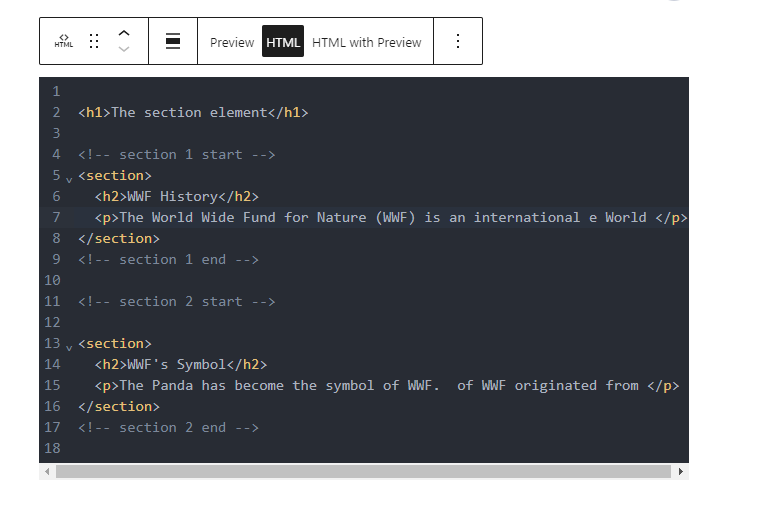 HTML Preview HTML HTML with Preview
1
2 <h1>The section element</h1>
3
4 <!-- section 1 start -->
5 <section>
6 <h2>WWF History</h2>
7 <p>The World Wide Fund for Nature (WWF) is an international e World </p>
8 </section>
9 <!-- section 1 end -->
10
11 <!-- section 2 start -->
12
13 <section>
14 <h2>WWF's Symbol</h2>
15 <p>The Panda has become the symbol of WWF.  of WWF originated from </p>
16 </section>
17 <!-- section 2 end -->
18